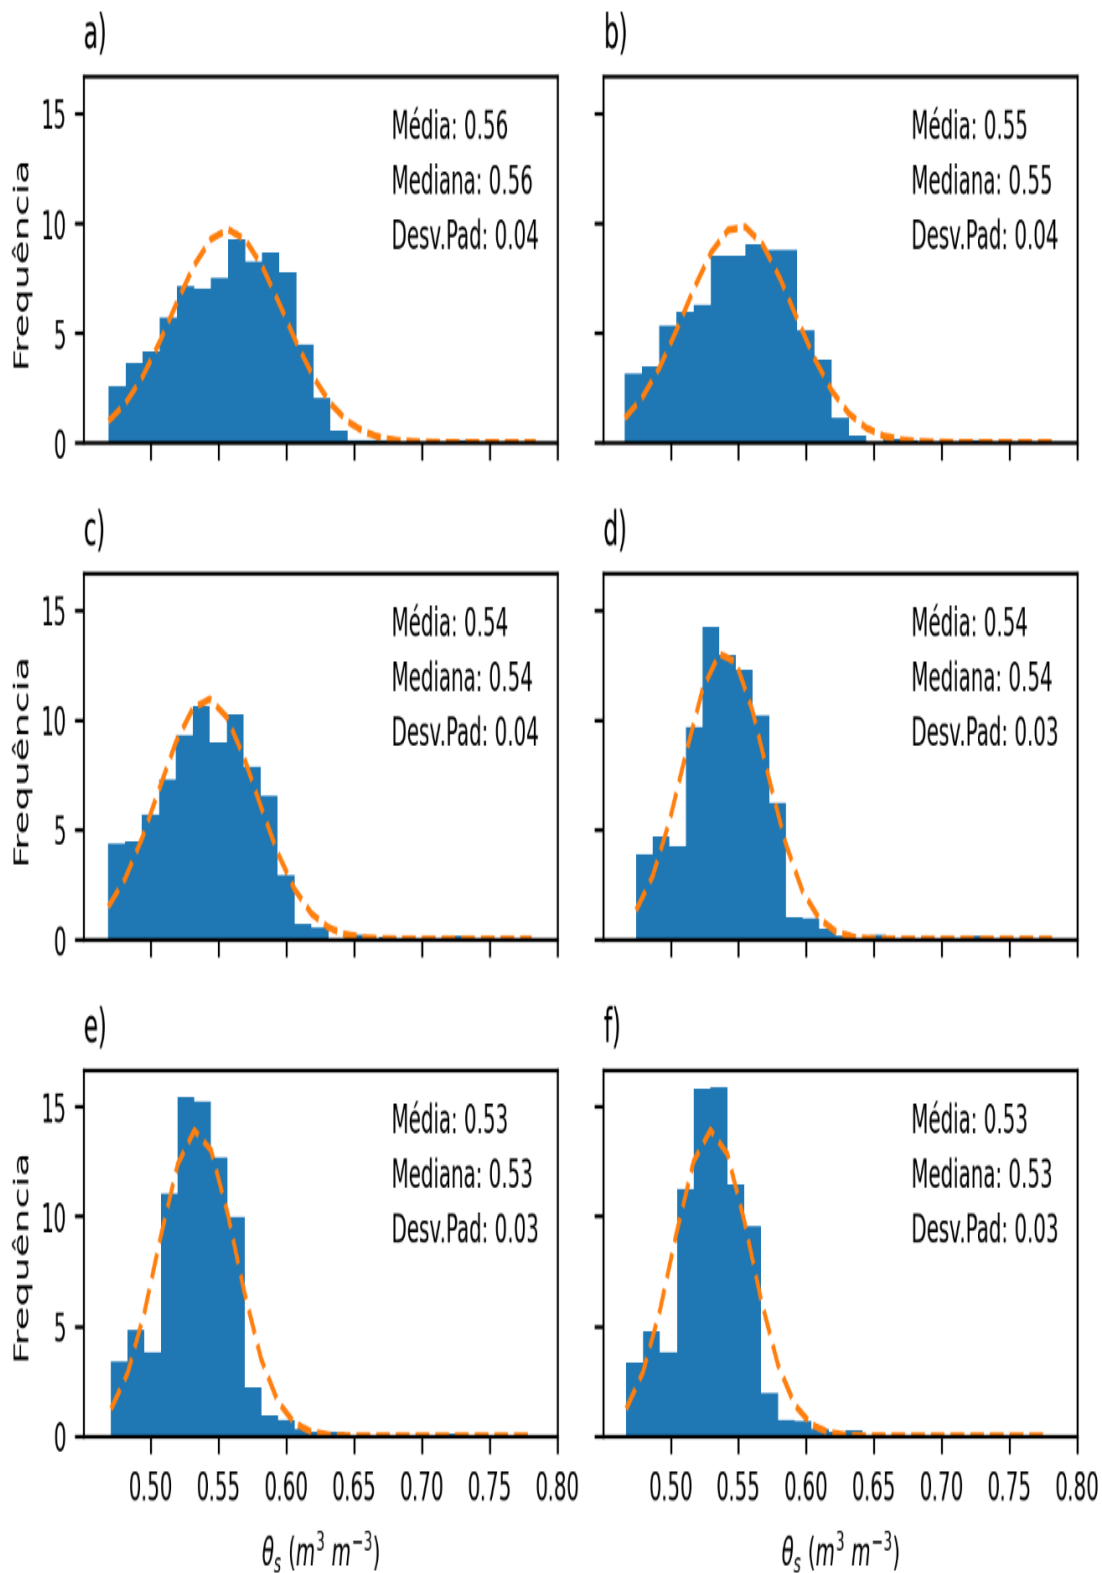 a)
15
10
5
0
Frequência
Média: 0.56
Mediana: 0.56
Desv.Pad: 0.04
b)
Média: 0.55
Mediana: 0.55
Desv.Pad: 0.04
c)
15
10
5
0
Frequência
Média: 0.54
Mediana: 0.54
Desv.Pad: 0.04
d)
Média: 0.54
Mediana: 0.54
Desv.Pad: 0.03
e)
15
10
5
0
Frequência
Média: 0.53
Mediana: 0.53
Desv.Pad: 0.03
0.50 0.55 0.60 0.65 0.70 0.75 0.80
θₛ (m³ m⁻³)
f)
Média: 0.53
Mediana: 0.53
Desv.Pad: 0.03
0.50 0.55 0.60 0.65 0.70 0.75 0.80
θₛ (m³ m⁻³)